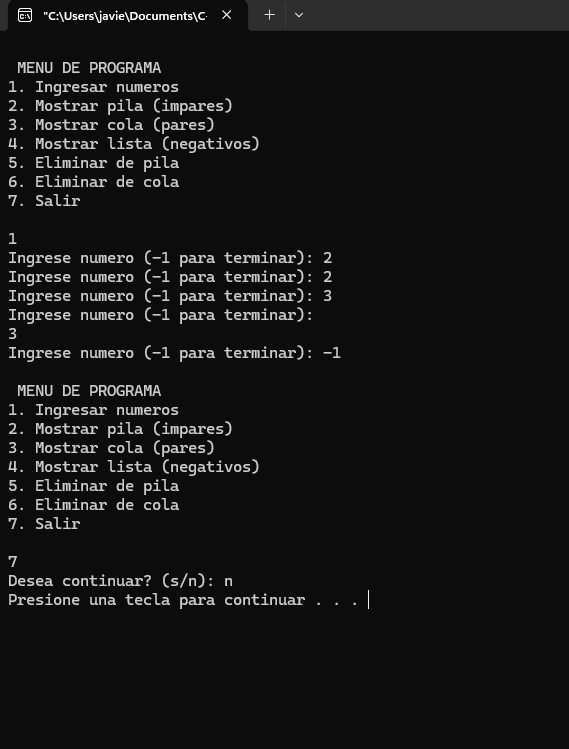 "C:\Users\javie\Documents\C-
MENU DE PROGRAMA
1. Ingresar numeros
2. Mostrar pila (impares)
3. Mostrar cola (pares)
4. Mostrar lista (negativos)
5. Eliminar de pila
6. Eliminar de cola
7. Salir
1
Ingrese numero (-1 para terminar): 2
Ingrese numero (-1 para terminar): 2
Ingrese numero (-1 para terminar): 3
Ingrese numero (-1 para terminar):
3
Ingrese numero (-1 para terminar): -1
MENU DE PROGRAMA
1. Ingresar numeros
2. Mostrar pila (impares)
3. Mostrar cola (pares)
4. Mostrar lista (negativos)
5. Eliminar de pila
6. Eliminar de cola
7. Salir
7
Desea continuar? (s/n): n
Presione una tecla para continuar . . .